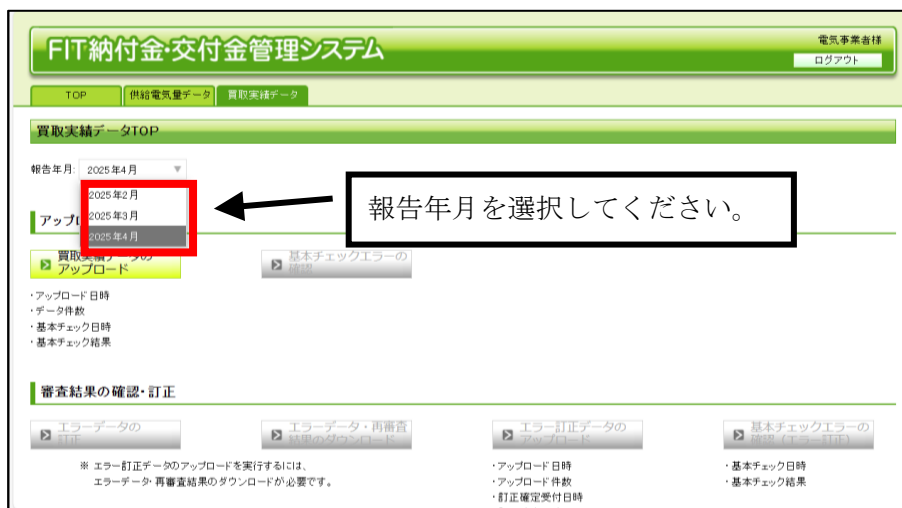 FIT納付金・交付金管理システム
電気事業者様
ログアウト
TOP
供給電気量データ
買取実績データ
買取実績データTOP
報告年月:
2025年4月
2025年2月
2025年3月
2025年4月
報告年月を選択してください。
アップロ
買取実績データの
アップロード
基本チェックエラーの
確認
・アップロード日時
・データ件数
・基本チェック日時
・基本チェック結果
審査結果の確認・訂正
エラーデータの
訂正
エラーデータ・再審査
結果のダウンロード
エラー訂正データの
アップロード
基本チェックエラーの
確認（エラー訂正）
※ エラー訂正データのアップロードを実行するには、
エラーデータ・再審査結果のダウンロードが必要です。
・アップロード日時
・アップロード件数
・訂正確定受付日時
・基本チェック日時
・基本チェック結果